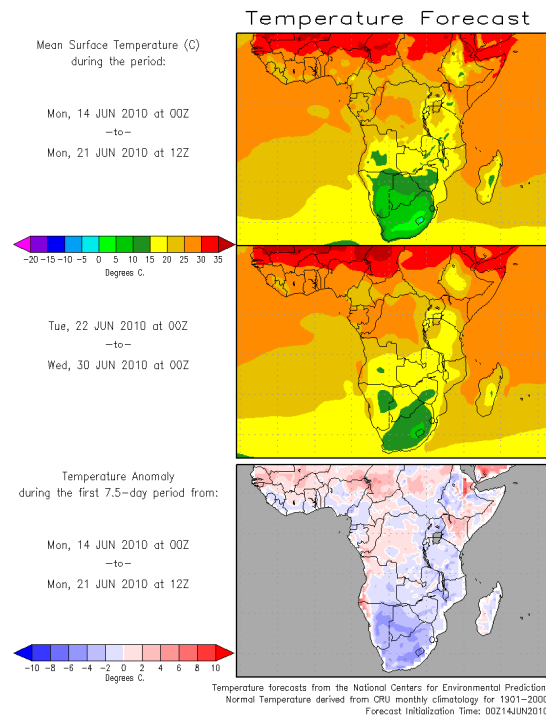 Temperature Forecast
Mean Surface Temperature (C)
during the period:
Mon, 14 JUN 2010 at 00Z
—to—
Mon, 21 JUN 2010 at 12Z
−20 −15 −10 −5 0 5 10 15 20 25 30 35
Degrees C.
Tue, 22 JUN 2010 at 00Z
—to—
Wed, 30 JUN 2010 at 00Z
Temperature Anomaly
during the first 7.5−day period from:
Mon, 14 JUN 2010 at 00Z
—to—
Mon, 21 JUN 2010 at 12Z
−10 −8 −6 −4 −2 0 2 4 6 8 10
Degrees C.
Temperature forecasts from the National Centers for Environmental Prediction
Normal Temperature derived from CRU monthly climatology for 1901−2000
Forecast Initialization Time: 00Z14JUN2010